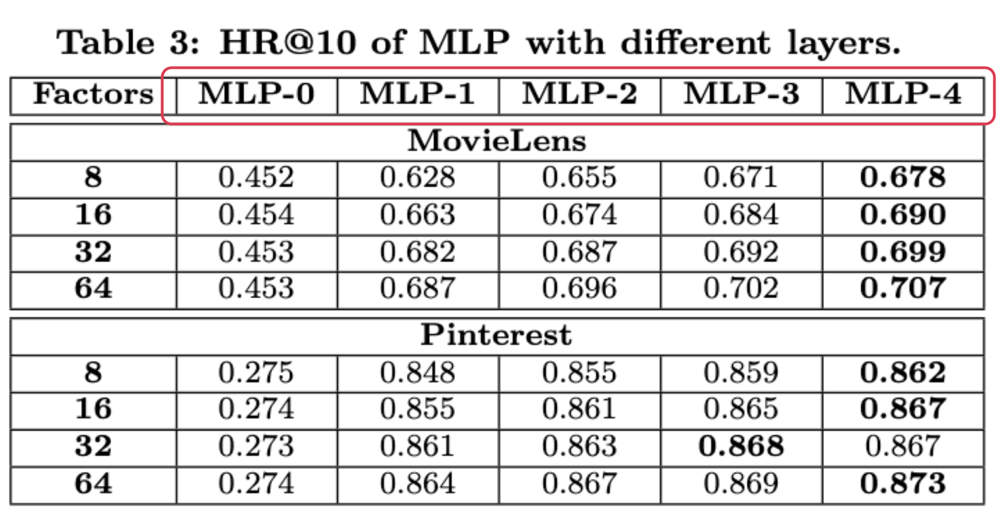 Table 3: HR@10 of MLP with different layers.
Factors MLP-0 MLP-1 MLP-2 MLP-3 MLP-4
MovieLens
8 0.452 0.628 0.655 0.671 0.678
16 0.454 0.663 0.674 0.684 0.690
32 0.453 0.682 0.687 0.692 0.699
64 0.453 0.687 0.696 0.702 0.707
Pinterest
8 0.275 0.848 0.855 0.859 0.862
16 0.274 0.855 0.861 0.865 0.867
32 0.273 0.861 0.863 0.868 0.867
64 0.274 0.864 0.867 0.869 0.873